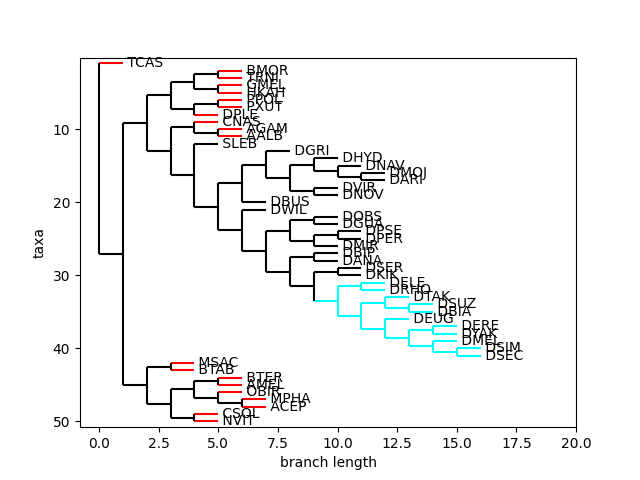 TCAS
BMOR
TRNI
GMEL
HKAH
PPOL
PXUT
DPLE
CNAS
AGAM
AALB
SLEB
DGRI
DHYD
DNAV
DMOJ
DARI
DVIR
DNOV
DBUS
DWIL
DOBS
DGUA
DPSE
DPER
DMIR
DBIP
DANA
DSER
DKIK
DELE
DRHO
DTAK
DSUZ
DBIA
DEUG
DERE
DYAK
DMEL
DSIM
DSEC
MSAC
BTAB
BTER
AMEL
OBIR
MPHA
ACEP
CSOL
NVIT
10
20
30
40
50
taxa
0.0 2.5 5.0 7.5 10.0 12.5 15.0 17.5 20.0
branch length